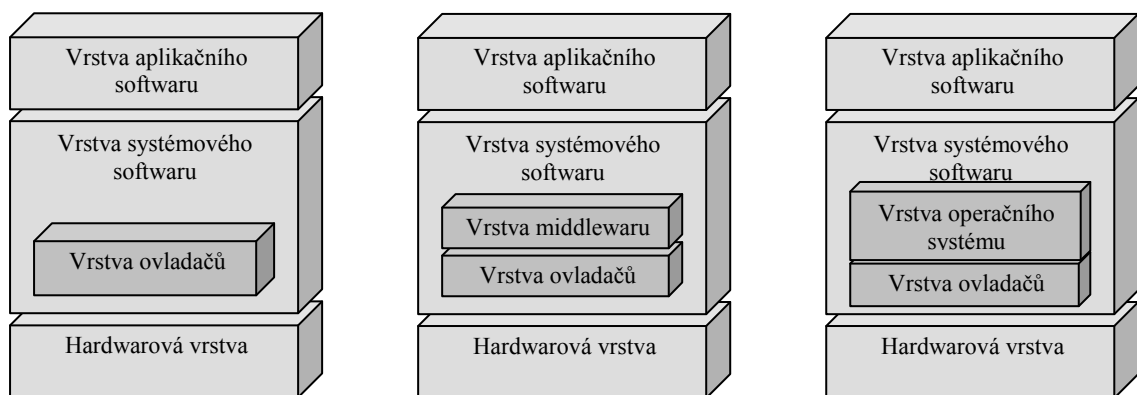 Vrstva aplikačního
softwaru
Vrstva systémového
softwaru
Vrstva ovladačů
Hardwarová vrstva
Vrstva aplikačního
softwaru
Vrstva systémového
softwaru
Vrstva middlewaru
Vrstva ovladačů
Hardwarová vrstva
Vrstva aplikačního
softwaru
Vrstva systémového
softwaru
Vrstva operačního
systému
Vrstva ovladačů
Hardwarová vrstva